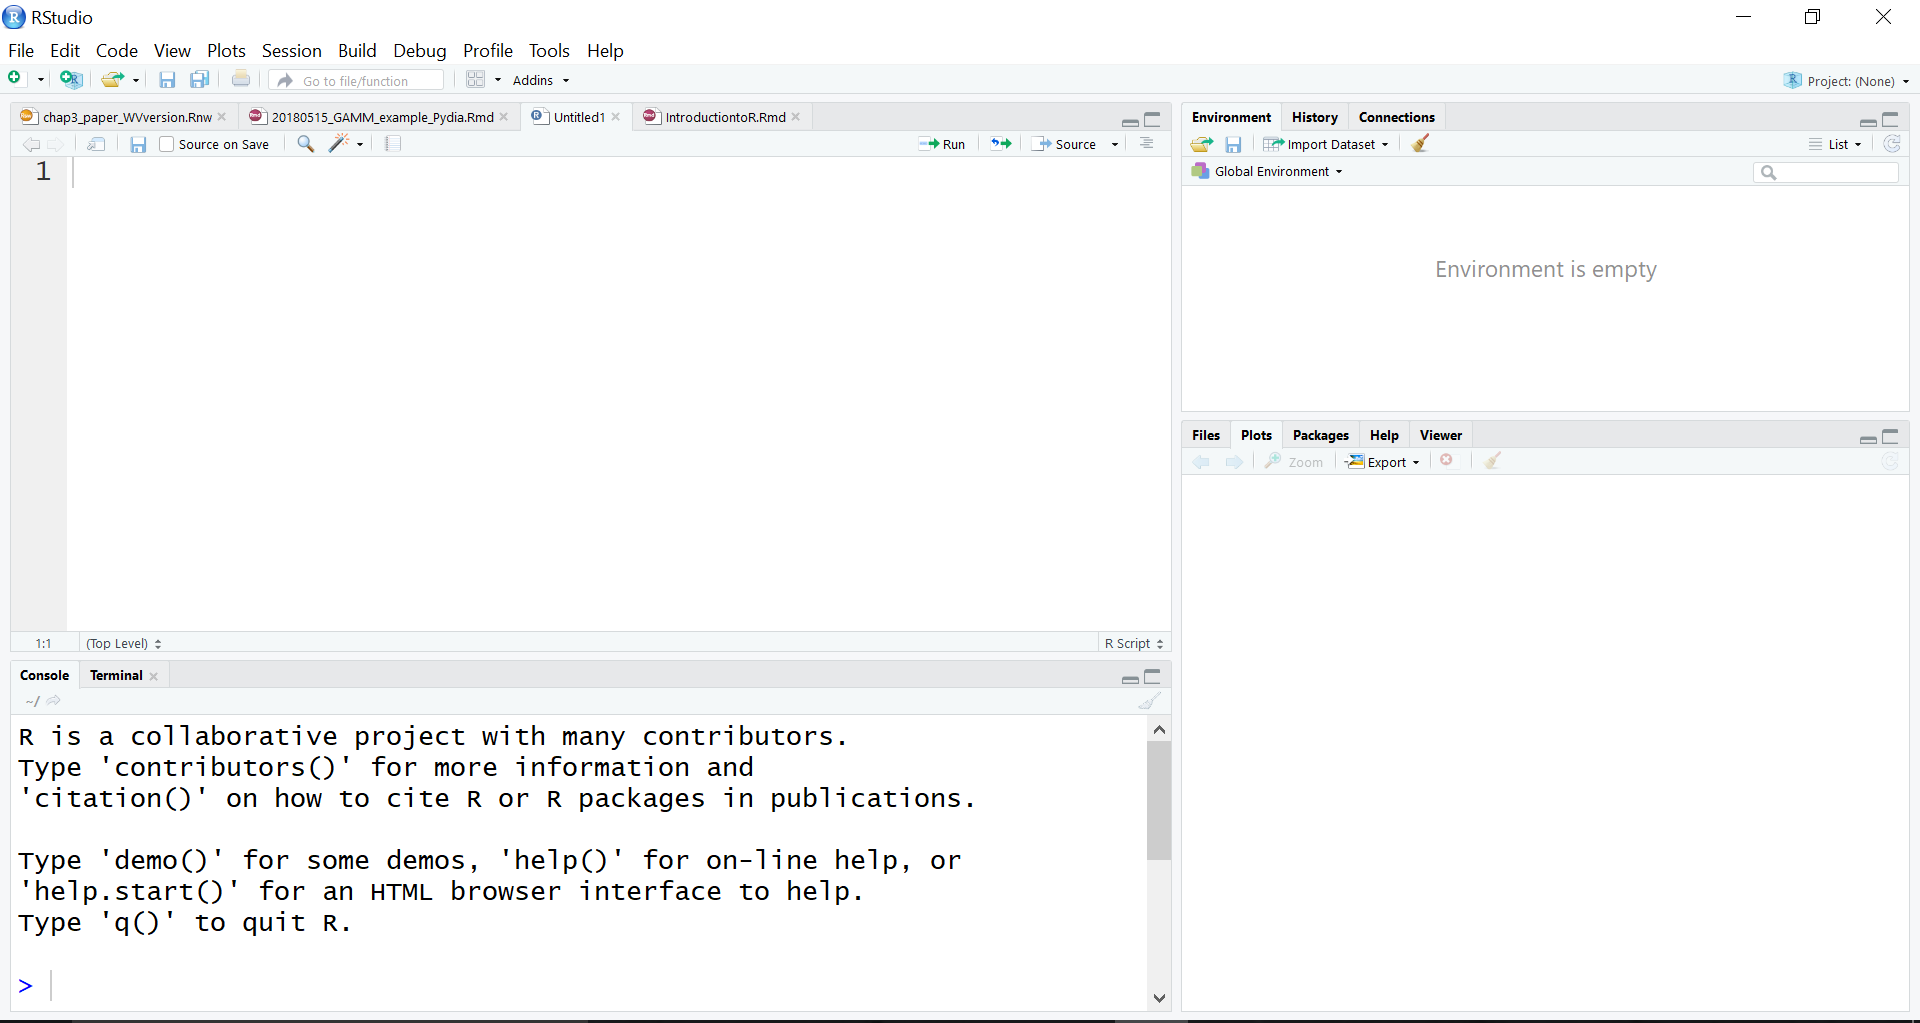 RStudio
File Edit Code View Plots Session Build Debug Profile Tools Help
Go to file/function Addins Project: (None)
chap3_paper_WVversion.Rnw 20180515_GAMM_example_Pydia.Rmd Untitled1 IntroductiontoR.Rmd
Source on Save Run Source
1
1:1 (Top Level) R Script
Console Terminal
~/
R is a collaborative project with many contributors.
Type 'contributors()' for more information and
'citation()' on how to cite R or R packages in publications.
Type 'demo()' for some demos, 'help()' for on-line help, or
'help.start()' for an HTML browser interface to help.
Type 'q()' to quit R.
>
Environment History Connections
Import Dataset List
Global Environment
Environment is empty
Files Plots Packages Help Viewer
Zoom Export